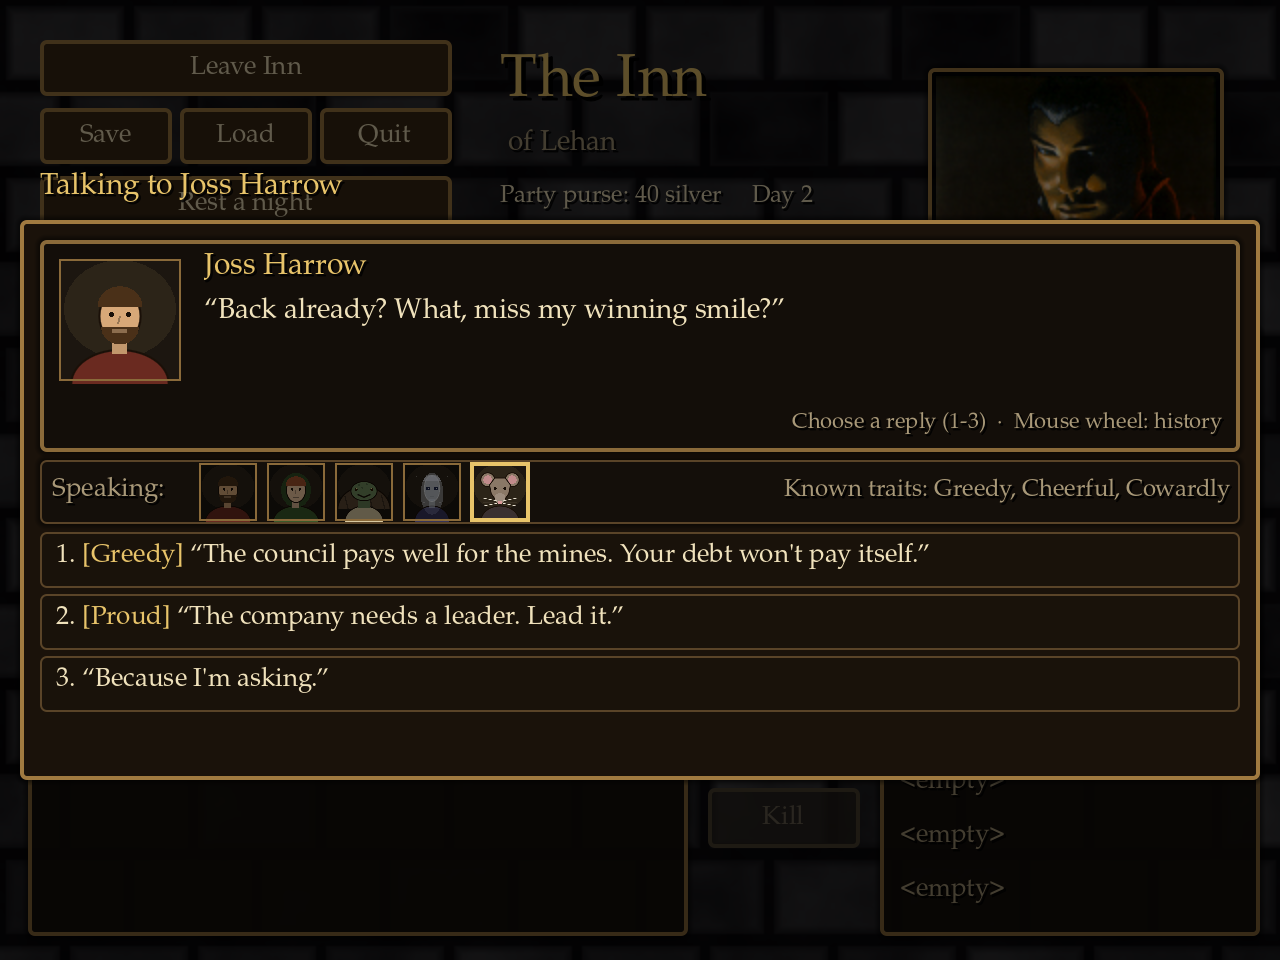 Leave Inn
Save
Load
Quit
Talking to Joss Harrow
Rest a night
The Inn
of Lehan
Party purse: 40 silver
Day 2
Joss Harrow
“Back already? What, miss my winning smile?”
Choose a reply (1-3) · Mouse wheel: history
Speaking:
Known traits: Greedy, Cheerful, Cowardly
1. [Greedy] “The council pays well for the mines. Your debt won't pay itself.”
2. [Proud] “The company needs a leader. Lead it.”
3. “Because I'm asking.”
Kill
<empty>
<empty>
<empty>